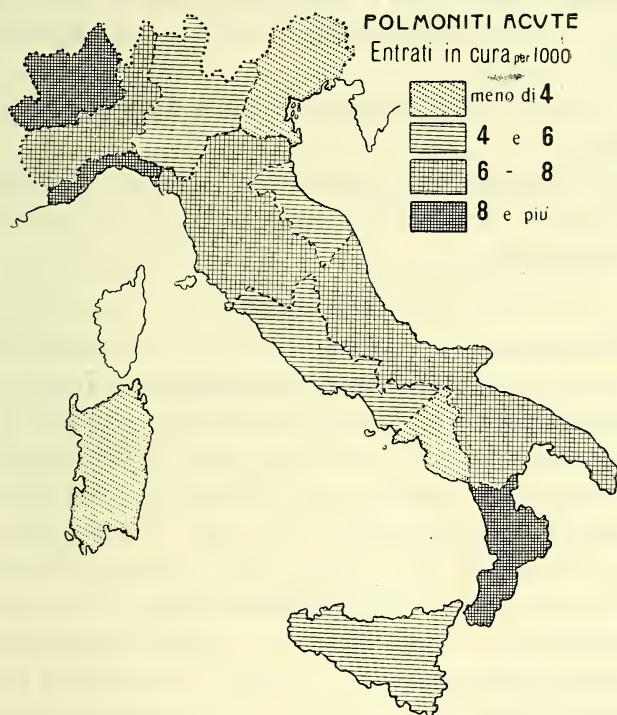 POLMONITI ACUTE
Entrati in cura per 1000
meno di 4
4 e 6
6 - 8
8 e più